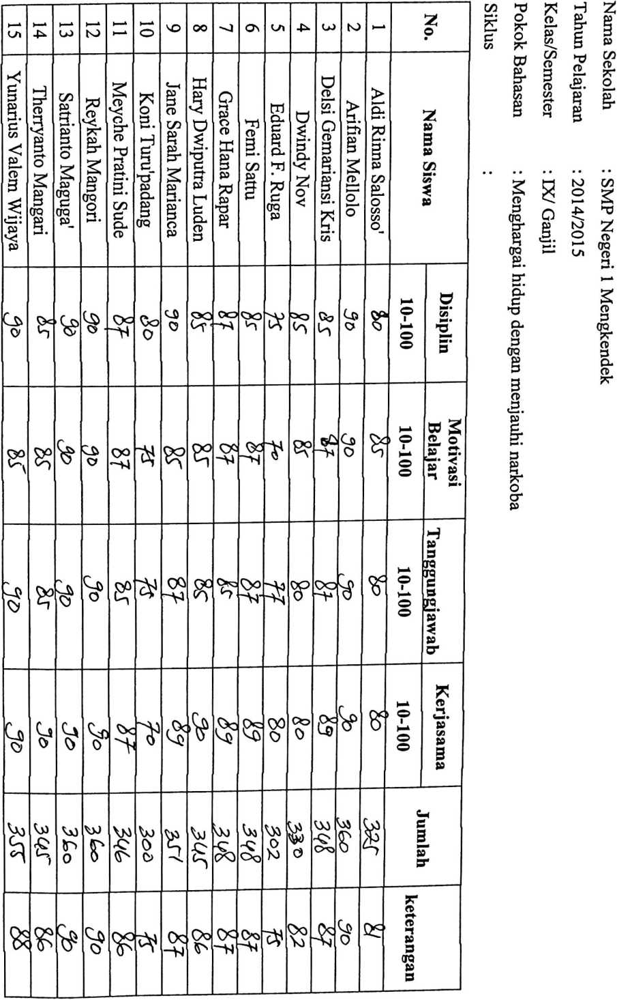 Nama Sekolah : SMP Negeri 1 Mengkendek
Tahun Pelajaran : 2014/2015
Kelas/Semester : IX/ Ganjil
Pokok Bahasan : Menghargai hidup dengan menjauhi narkoba
Siklus :
No. Nama Siswa Disiplin Motivasi Belajar Tanggungjawab Kerjasama Jumlah keterangan
10-100 10-100 10-100 10-100
1 Aldi Rinna Salosso' 80 85 80 80 325 81
2 Arifian Mellolo 90 90 90 90 360 90
3 Delsi Gemariansi Kris 85 87 87 89 348 87
4 Dwindy Nov 85 85 80 80 330 82
5 Eduard F. Ruga 75 70 77 80 302 75
6 Femi Sattu 85 87 87 89 348 87
7 Grace Hana Rapar 87 87 85 89 348 87
8 Hary Dwiputra Luden 85 85 85 90 345 86
9 Jane Sarah Marianca 90 85 87 89 351 87
10 Koni Turu'padang 80 75 75 70 300 75
11 Meyche Pratini Sude 87 87 85 87 346 86
12 Reykah Mangori 90 90 90 90 360 90
13 Satrianto Maguga' 90 90 90 90 360 90
14 Therryanto Mangari 85 85 85 90 345 86
15 Yunarius Valem Wijaya 90 85 90 90 355 88